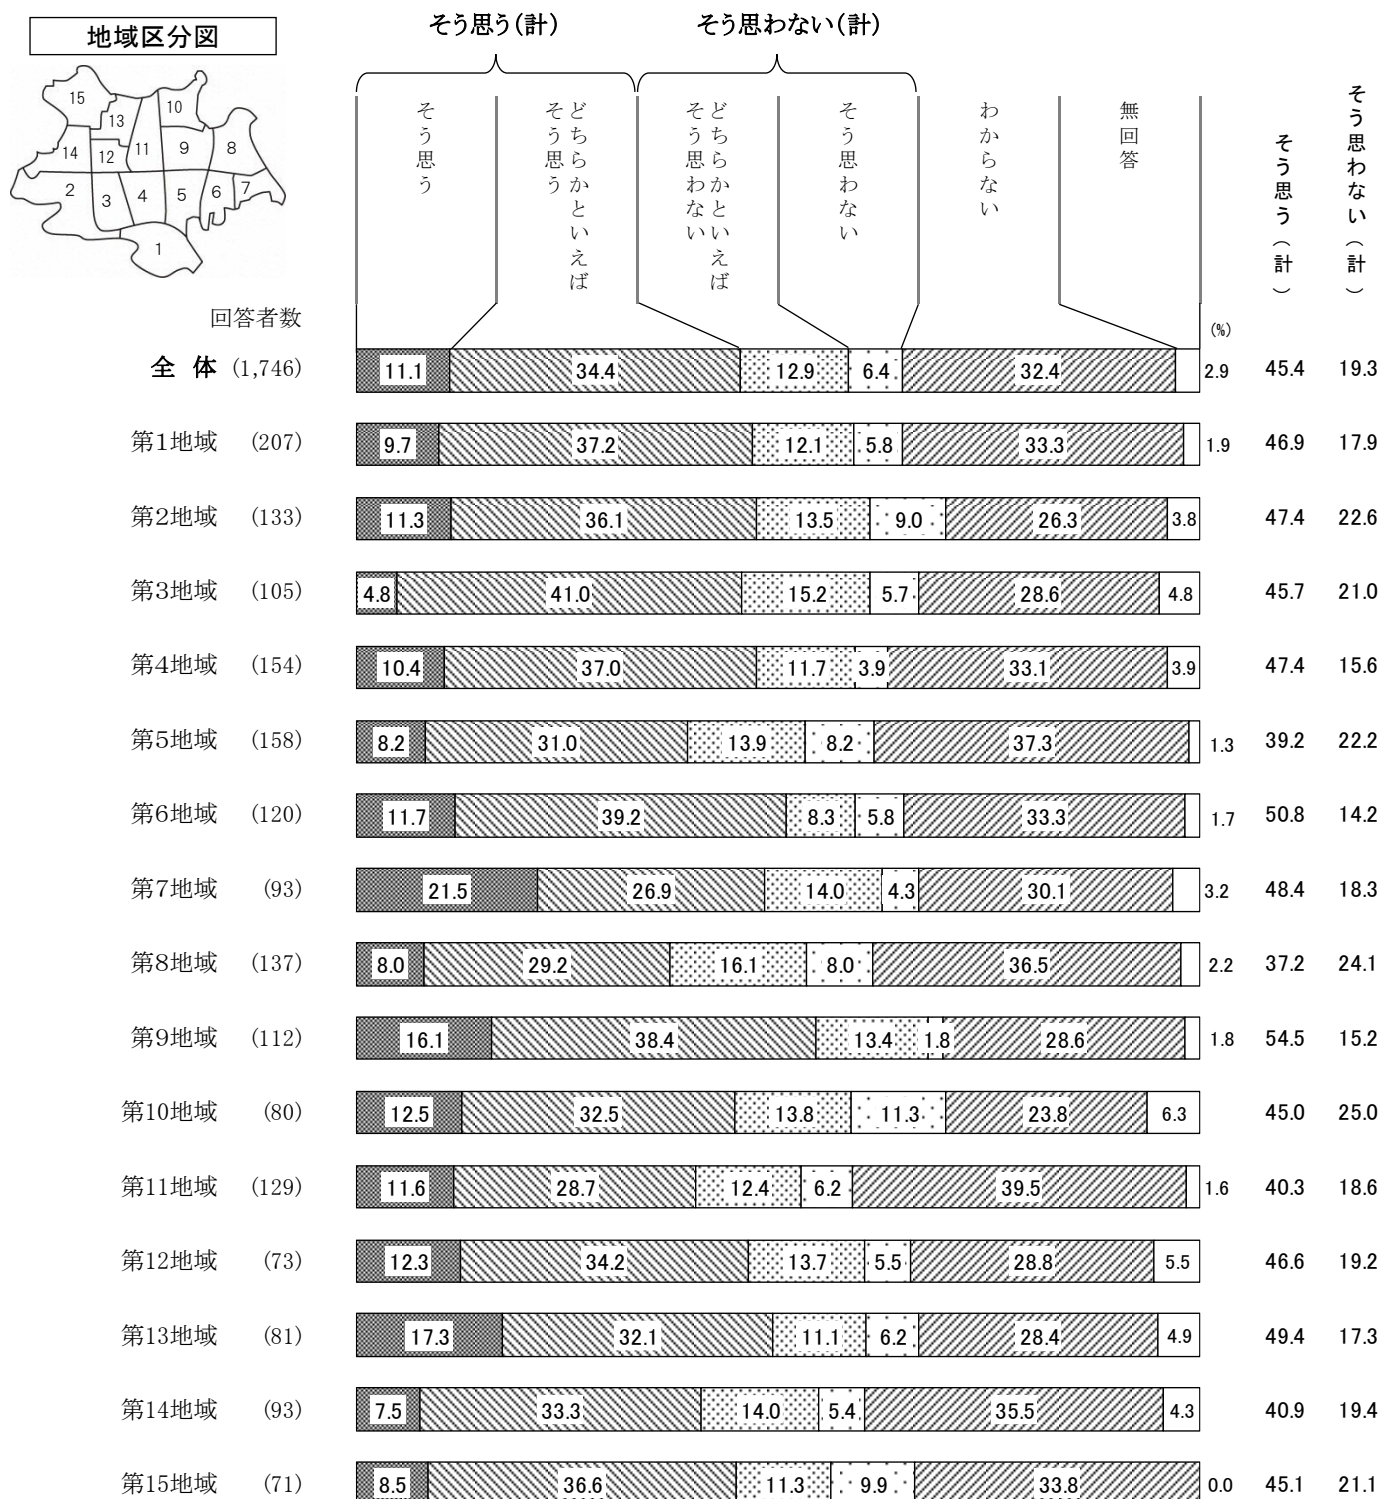 地域区分図
15
10
13
14
12
11
9
8
2
3
4
5
6
7
1
そう思う(計)
そう思わない(計)
そう思う
どちらかといえば
そう思う
どちらかといえば
そう思わない
そう思わない
わからない
無回答
そう思う(計)
そう思わない(計)
回答者数
(%)
全 体 (1,746) 11.1 34.4 12.9 6.4 32.4 2.9 45.4 19.3
第1地域 (207) 9.7 37.2 12.1 5.8 33.3 1.9 46.9 17.9
第2地域 (133) 11.3 36.1 13.5 9.0 26.3 3.8 47.4 22.6
第3地域 (105) 4.8 41.0 15.2 5.7 28.6 4.8 45.7 21.0
第4地域 (154) 10.4 37.0 11.7 3.9 33.1 3.9 47.4 15.6
第5地域 (158) 8.2 31.0 13.9 8.2 37.3 1.3 39.2 22.2
第6地域 (120) 11.7 39.2 8.3 5.8 33.3 1.7 50.8 14.2
第7地域 (93) 21.5 26.9 14.0 4.3 30.1 3.2 48.4 18.3
第8地域 (137) 8.0 29.2 16.1 8.0 36.5 2.2 37.2 24.1
第9地域 (112) 16.1 38.4 13.4 1.8 28.6 1.8 54.5 15.2
第10地域 (80) 12.5 32.5 13.8 11.3 23.8 6.3 45.0 25.0
第11地域 (129) 11.6 28.7 12.4 6.2 39.5 1.6 40.3 18.6
第12地域 (73) 12.3 34.2 13.7 5.5 28.8 5.5 46.6 19.2
第13地域 (81) 17.3 32.1 11.1 6.2 28.4 4.9 49.4 17.3
第14地域 (93) 7.5 33.3 14.0 5.4 35.5 4.3 40.9 19.4
第15地域 (71) 8.5 36.6 11.3 9.9 33.8 0.0 45.1 21.1